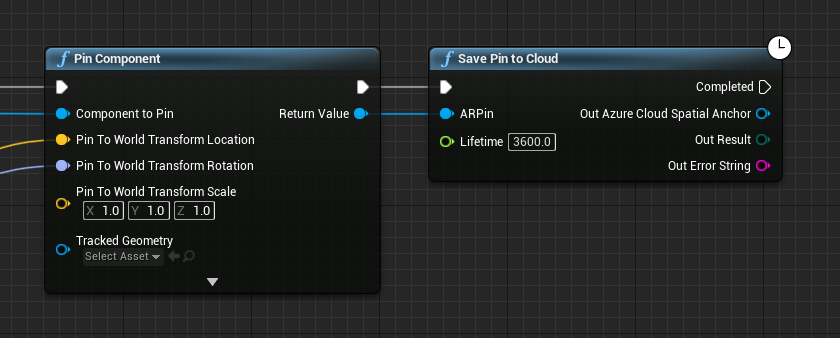 Pin Component
Component to Pin
Return Value
Pin To World Transform Location
Pin To World Transform Rotation
Pin To World Transform Scale
X 1.0 Y 1.0 Z 1.0
Tracked Geometry
Select Asset
Save Pin to Cloud
Completed
ARPin
Out Azure Cloud Spatial Anchor
Lifetime 3600.0
Out Result
Out Error String